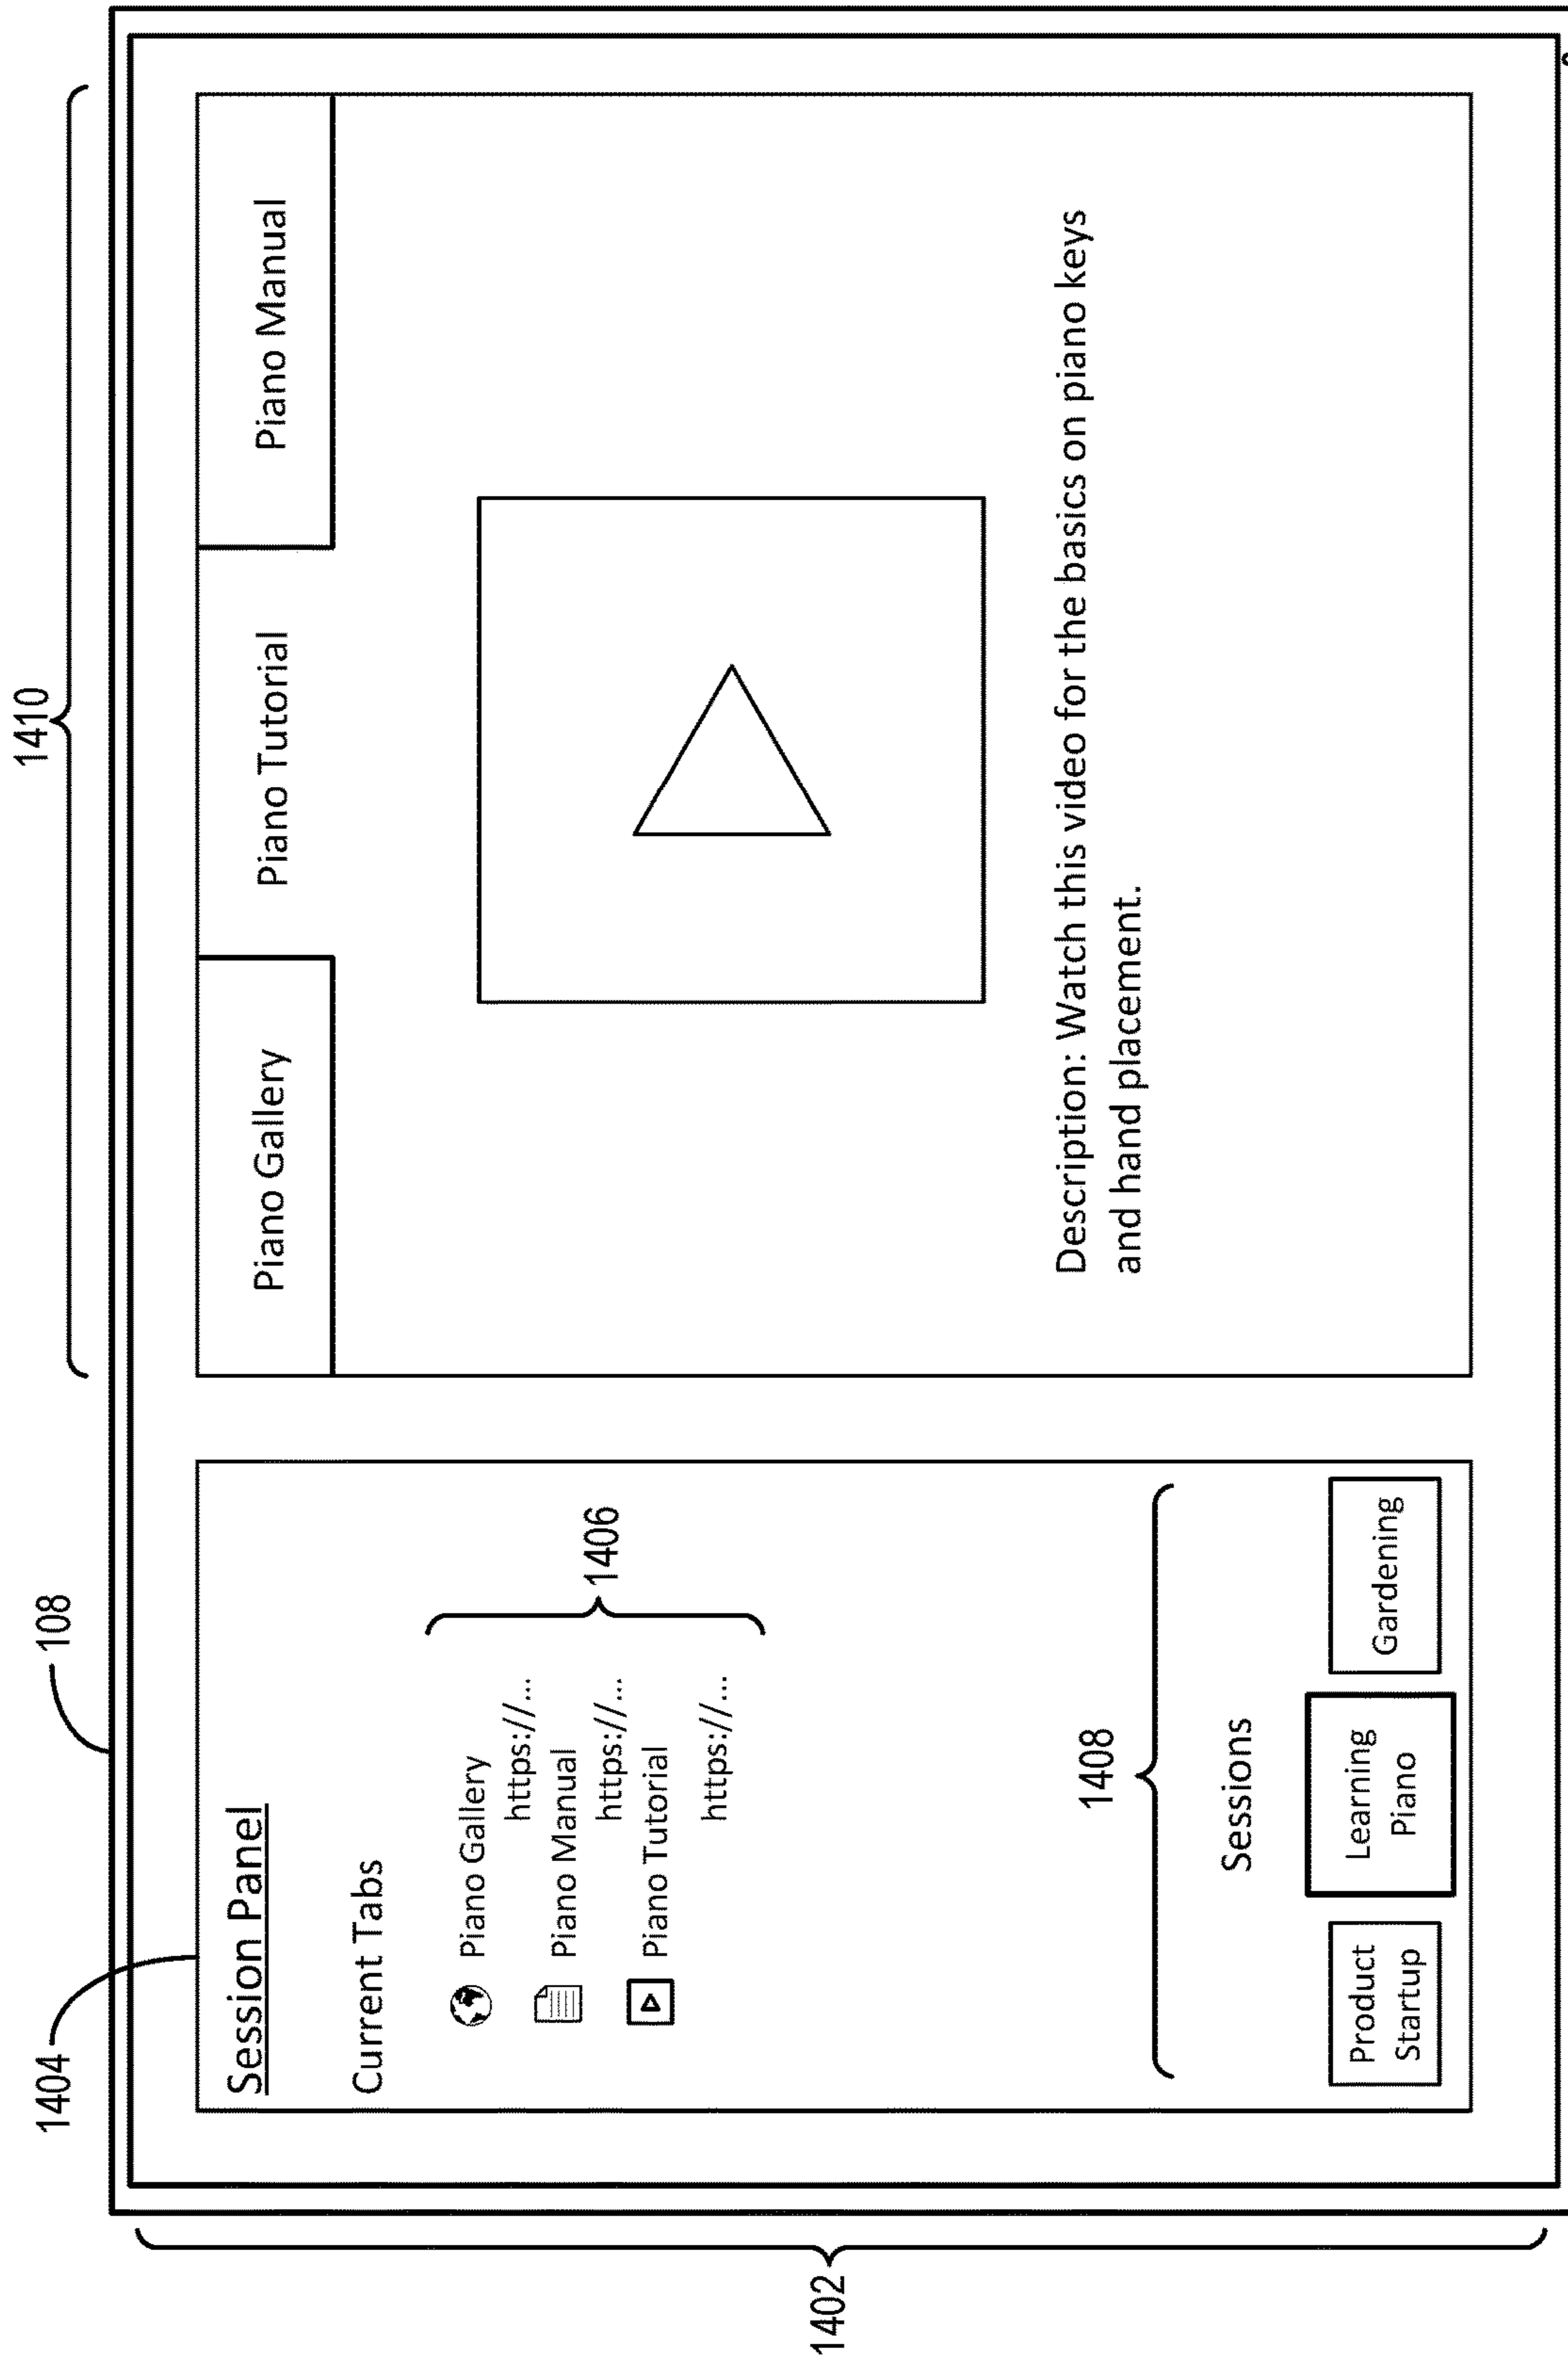 1410
108
1404
1402
Session Panel
Current Tabs
Piano Gallery
https://...
Piano Manual
https://...
Piano Tutorial
https://...
1406
1408
Sessions
Product
Startup
Learning
Piano
Gardening
Piano Gallery
Piano Tutorial
Piano Manual
Description: Watch this video for the basics on piano keys
and hand placement.